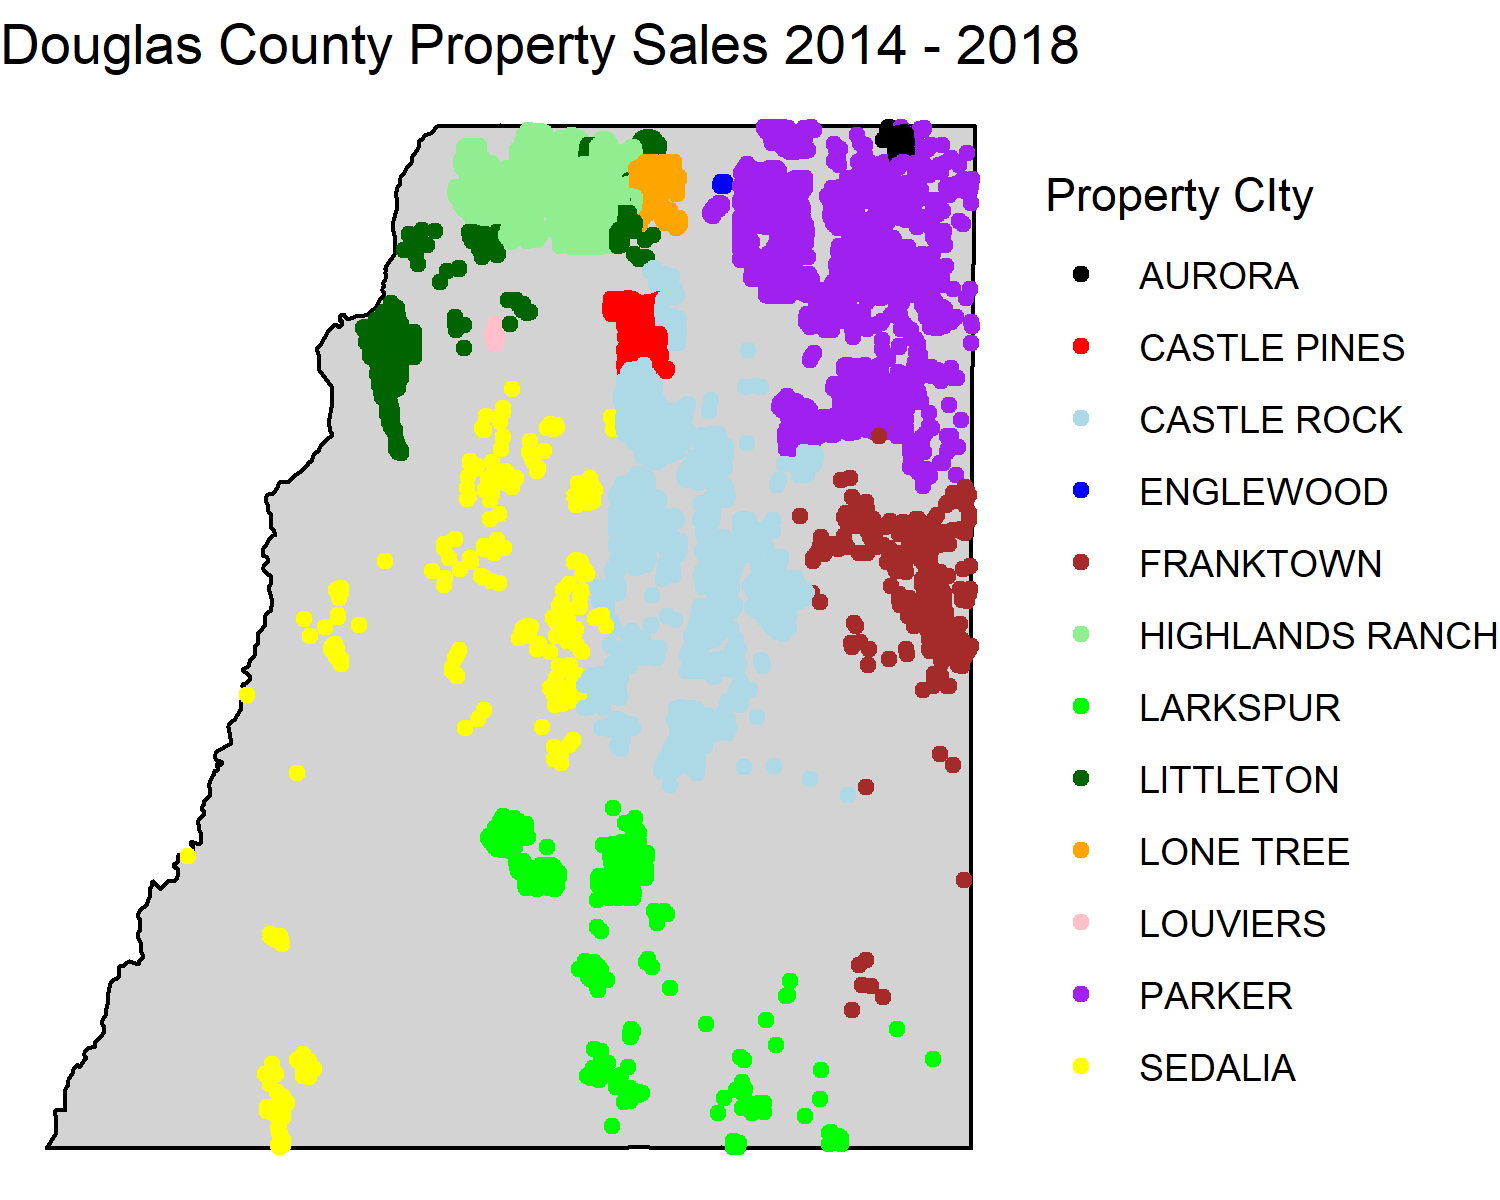 Douglas County Property Sales 2014 - 2018
Property CIty
AURORA
CASTLE PINES
CASTLE ROCK
ENGLEWOOD
FRANKTOWN
HIGHLANDS RANCH
LARKSPUR
LITTLETON
LONE TREE
LOUVIERS
PARKER
SEDALIA